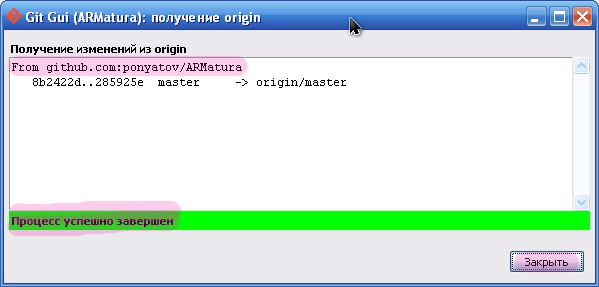 Git Gui (ARMatura): получение origin
Получение изменений из origin
From github.com:ponyatov/ARMatura
8b2422d..285925e master -> origin/master
Процесс успешно завершен
Закрыть